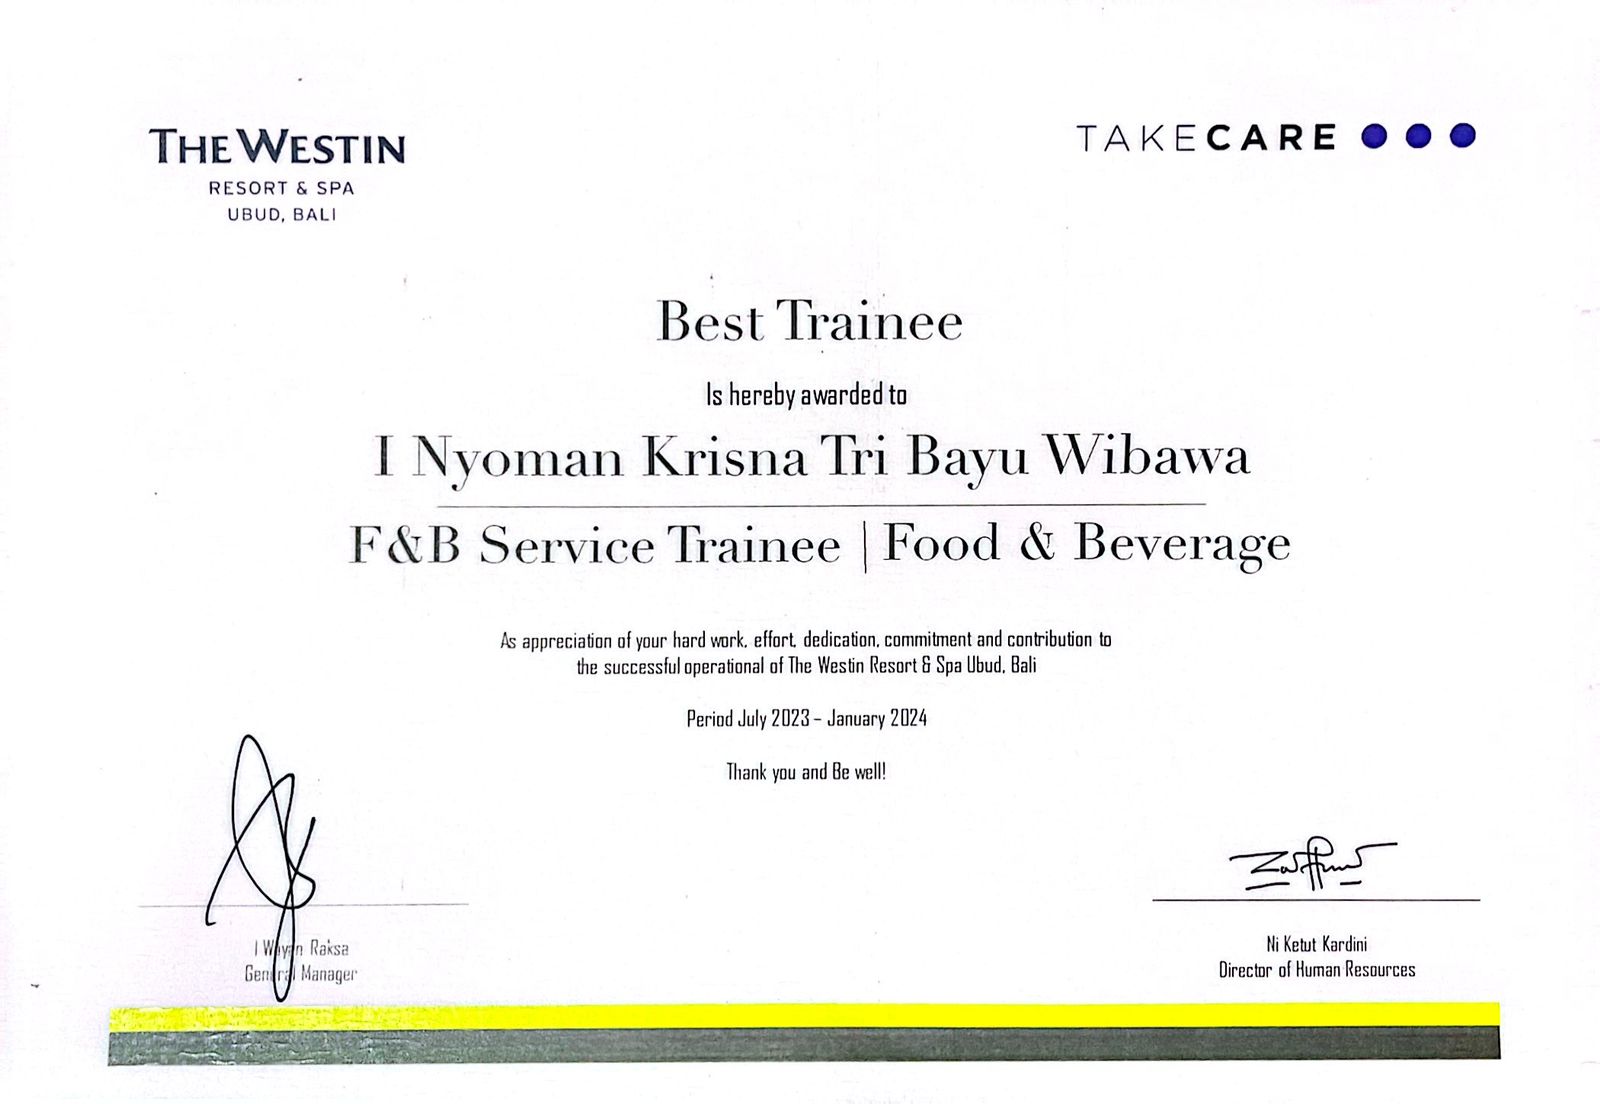 THE WESTIN
RESORT & SPA
UBUD, BALI
TAKECARE
Best Trainee
Is hereby awarded to
I Nyoman Krisna Tri Bayu Wibawa
F&B Service Trainee | Food & Beverage
As appreciation of your hard work, effort, dedication, commitment and contribution to
the successful operational of The Westin Resort & Spa Ubud, Bali
Period July 2023 - January 2024
Thank you and Be well!
I Wayan Raksa
General Manager
Ni Ketut Kardini
Director of Human Resources